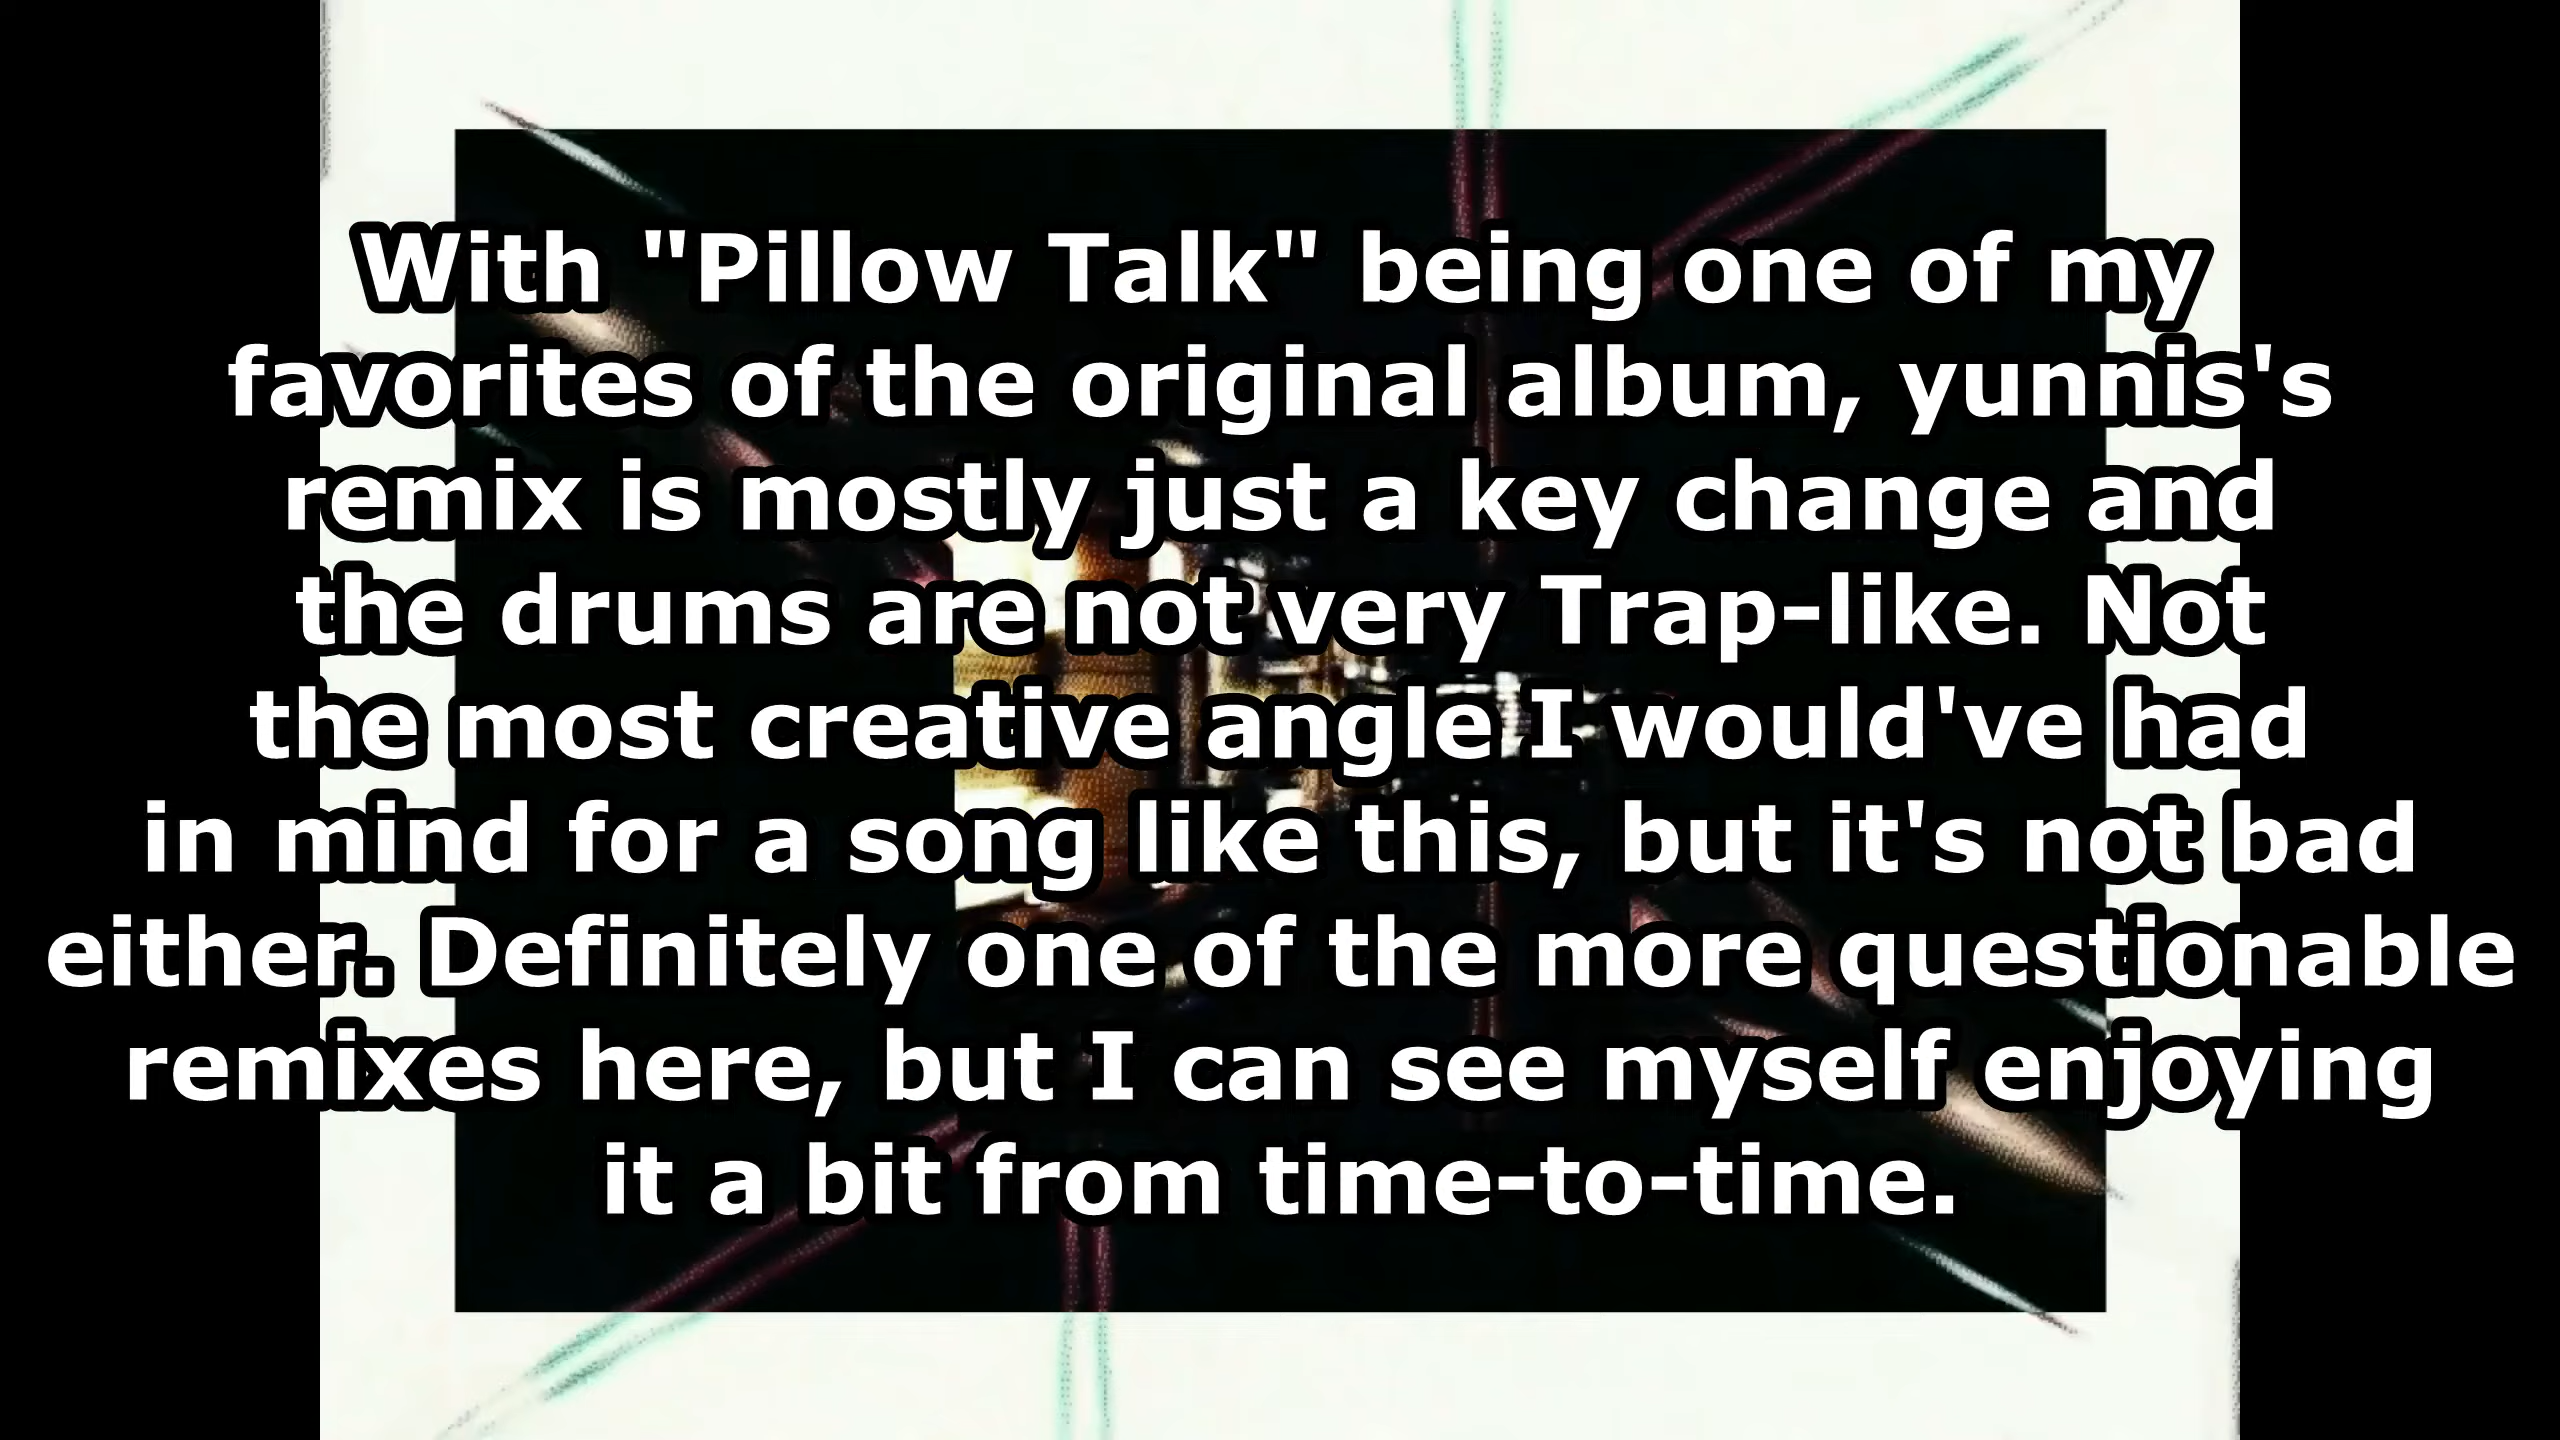 With "Pillow Talk" being one of my
favorites of the original album, yunnis's
remix is mostly just a key change and
the drums are not very Trap-like. Not
the most creative angle I would've had
in mind for a song like this, but it's not bad
either. Definitely one of the more questionable
remixes here, but I can see myself enjoying
it a bit from time-to-time.